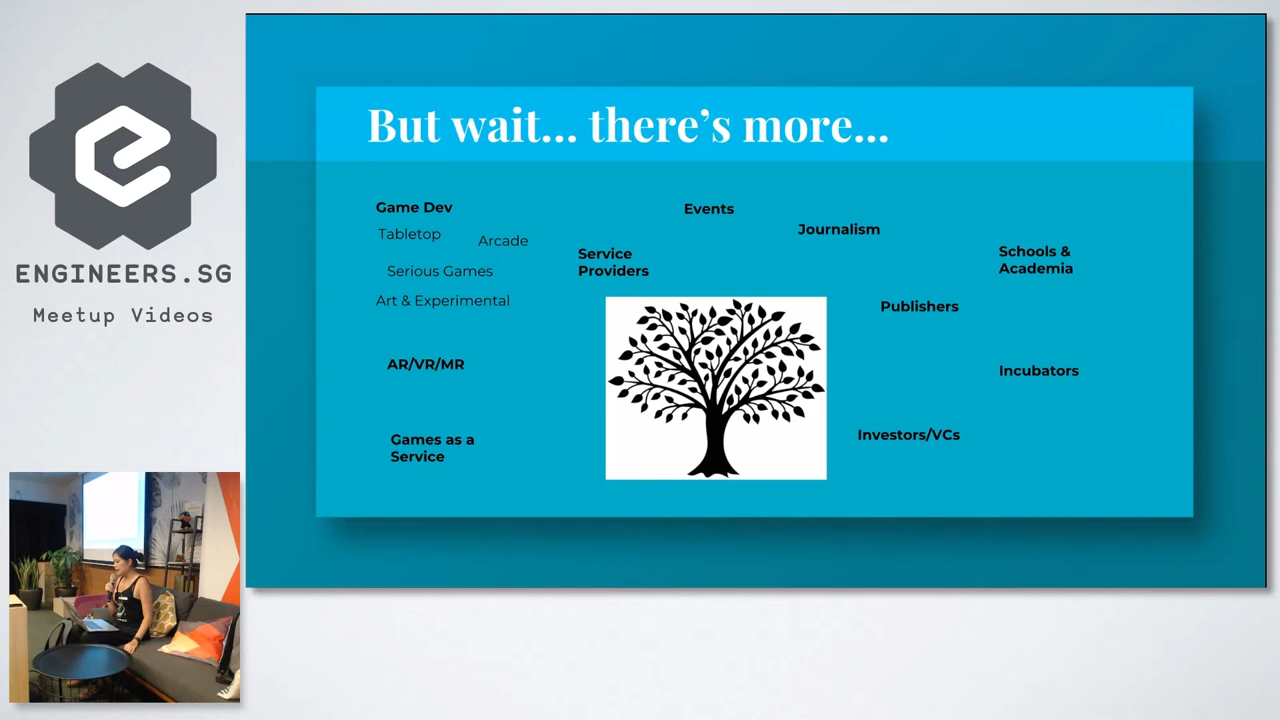 ENGINEERS.SG
Meetup Videos
But wait... there's more...
Game Dev
Tabletop
Arcade
Serious Games
Art & Experimental
AR/VR/MR
Games as a
Service
Service
Providers
Events
Journalism
Publishers
Investors/VCs
Schools &
Academia
Incubators